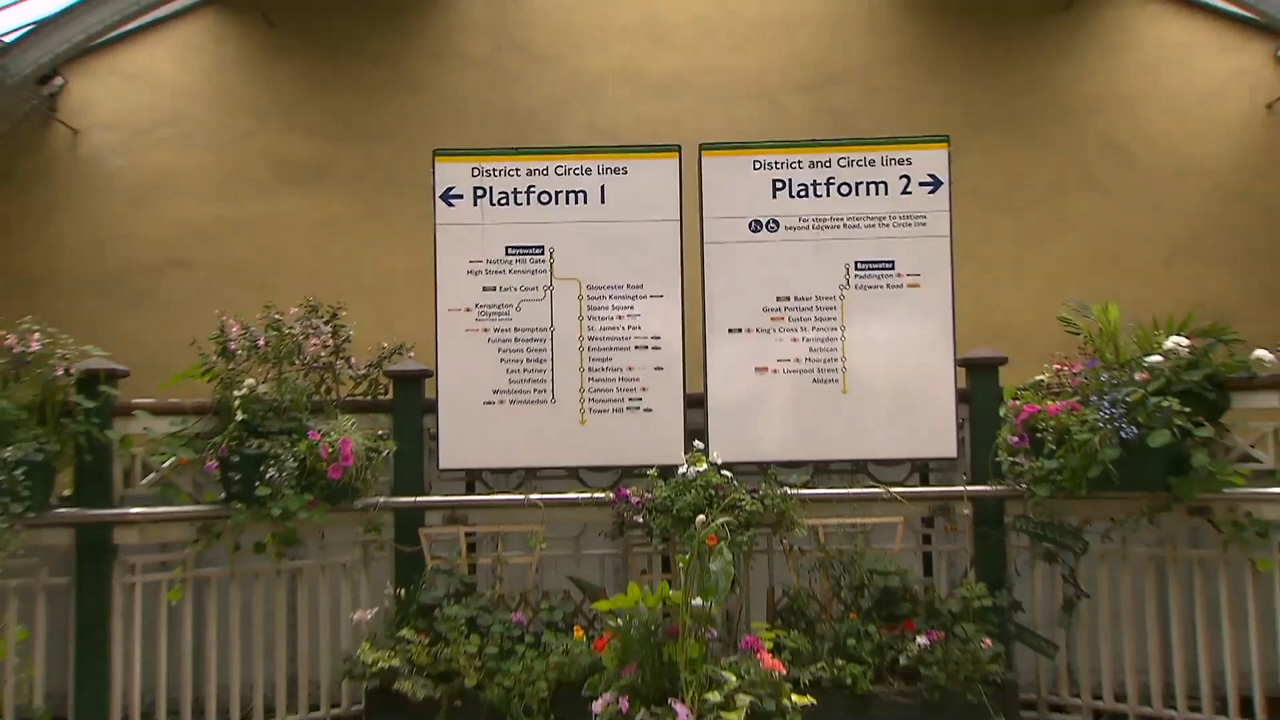 District and Circle lines
Platform 1
Bayswater
Notting Hill Gate
High Street Kensington
Earl's Court
Kensington
(Olympia)
West Brompton
Fulham Broadway
Parsons Green
Putney Bridge
East Putney
Southfields
Wimbledon Park
Wimbledon
Gloucester Road
South Kensington
Sloane Square
Victoria
St. James's Park
Westminster
Embankment
Temple
Blackfriars
Mansion House
Cannon Street
Monument
Tower Hill
District and Circle lines
Platform 2
For step-free interchange to stations
beyond Edgware Road, use the Circle line
Bayswater
Paddington
Edgware Road
Baker Street
Great Portland Street
Euston Square
King's Cross St. Pancras
Farringdon
Barbican
Moorgate
Liverpool Street
Aldgate